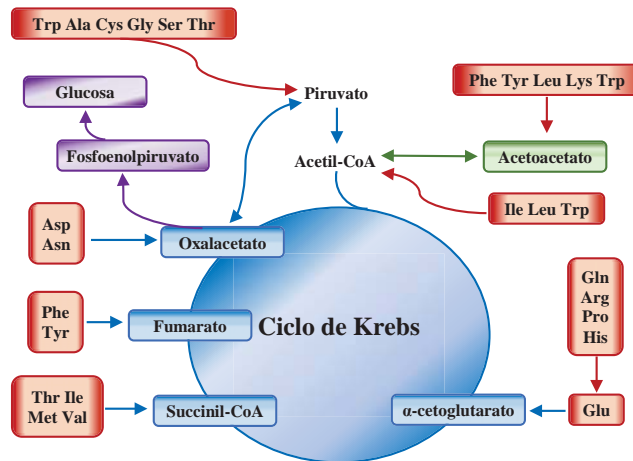 Trp Ala Cys Gly Ser Thr
Glucosa
Piruvato
Phe Tyr Leu Lys Trp
Fosfoenolpiruvato
Acetil-CoA
Acetoacetato
Ile Leu Trp
Asp
Asn
Oxalacetato
Gln
Arg
Pro
His
Phe
Tyr
Fumarato
Ciclo de Krebs
Thr Ile
Met Val
Succinil-CoA
α-cetoglutarato
Glu